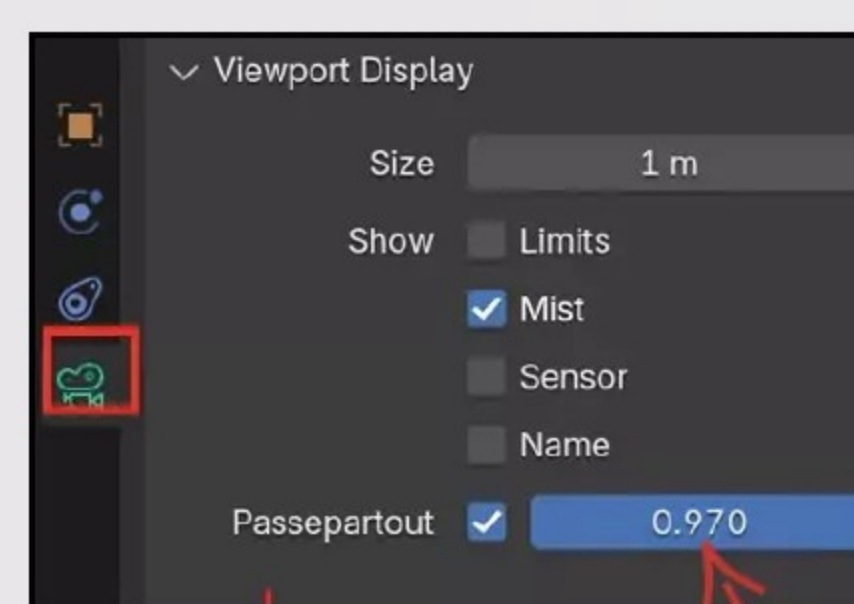 Viewport Display
Size 1 m
Show Limits
Mist
Sensor
Name
Passepartout 0.970